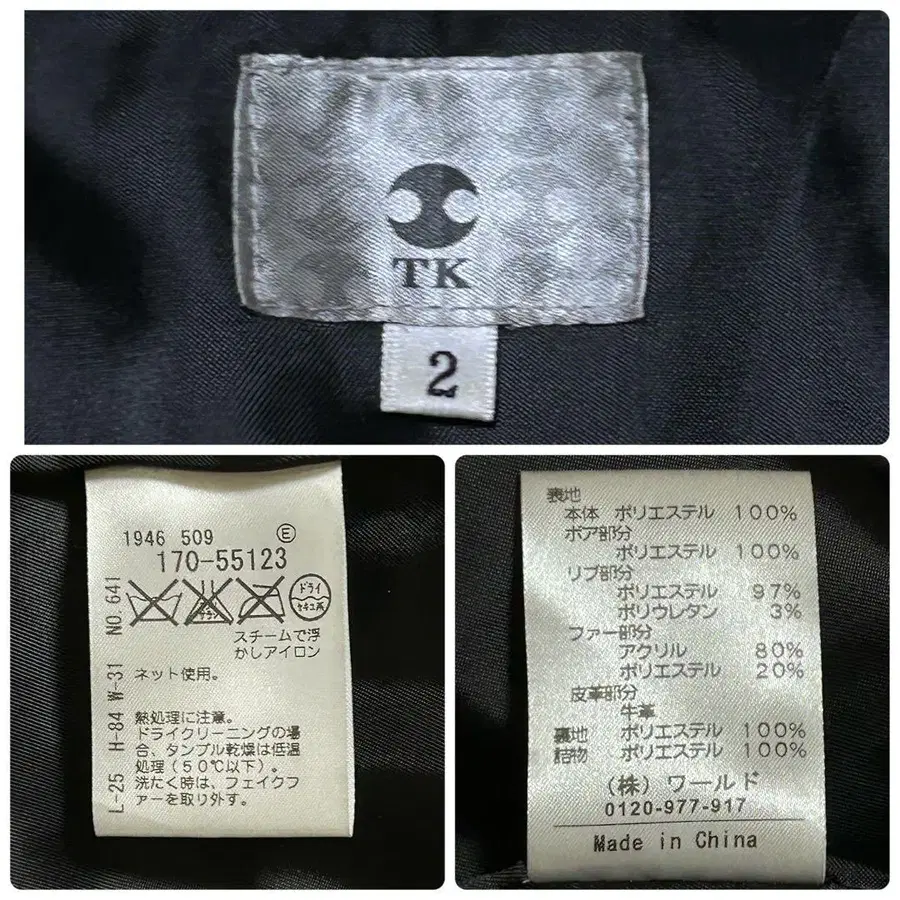 TK
2
1946 509 Ⓔ
170-55123
ドライ
セキユ系
スチームで浮
かしアイロン
ネット使用。
熱処理に注意。
ドライクリーニングの場
合、タンブル乾燥は低温
処理(50℃以下)。
洗たく時は、フェイクファ
ーを取り外す。
L-25 H-84 W-31 NO.641
表地
本体 ポリエステル 100%
ボア部分
ポリエステル 100%
リブ部分
ポリエステル 97%
ポリウレタン 3%
ファー部分
アクリル 80%
ポリエステル 20%
皮革部分
牛革
裏地 ポリエステル 100%
詰物 ポリエステル 100%
(株)ワールド
0120-977-917
Made in China